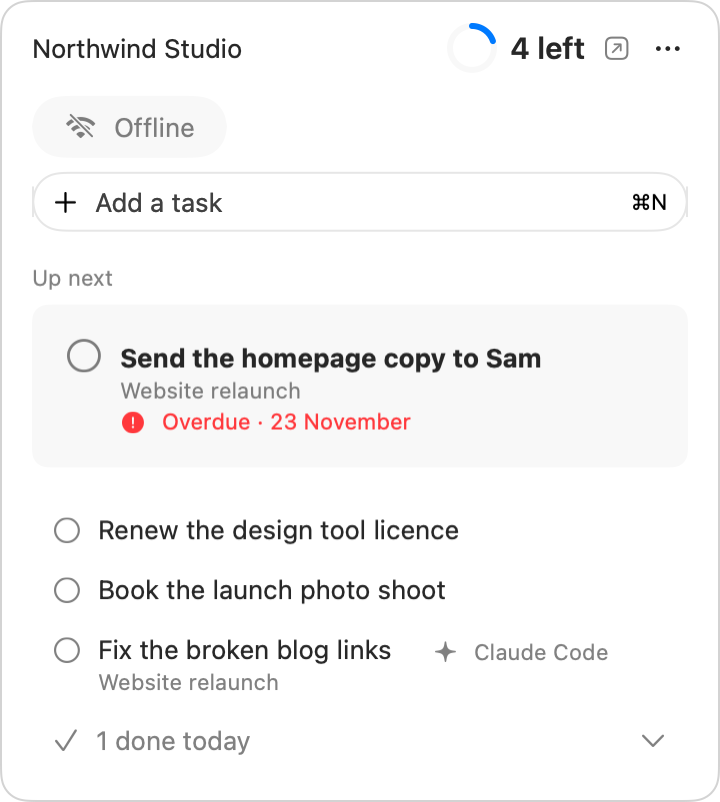 Northwind Studio
4 left
Offline
Add a task
⌘N
Up next
Send the homepage copy to Sam
Website relaunch
Overdue · 23 November
Renew the design tool licence
Book the launch photo shoot
Fix the broken blog links
Claude Code
Website relaunch
1 done today